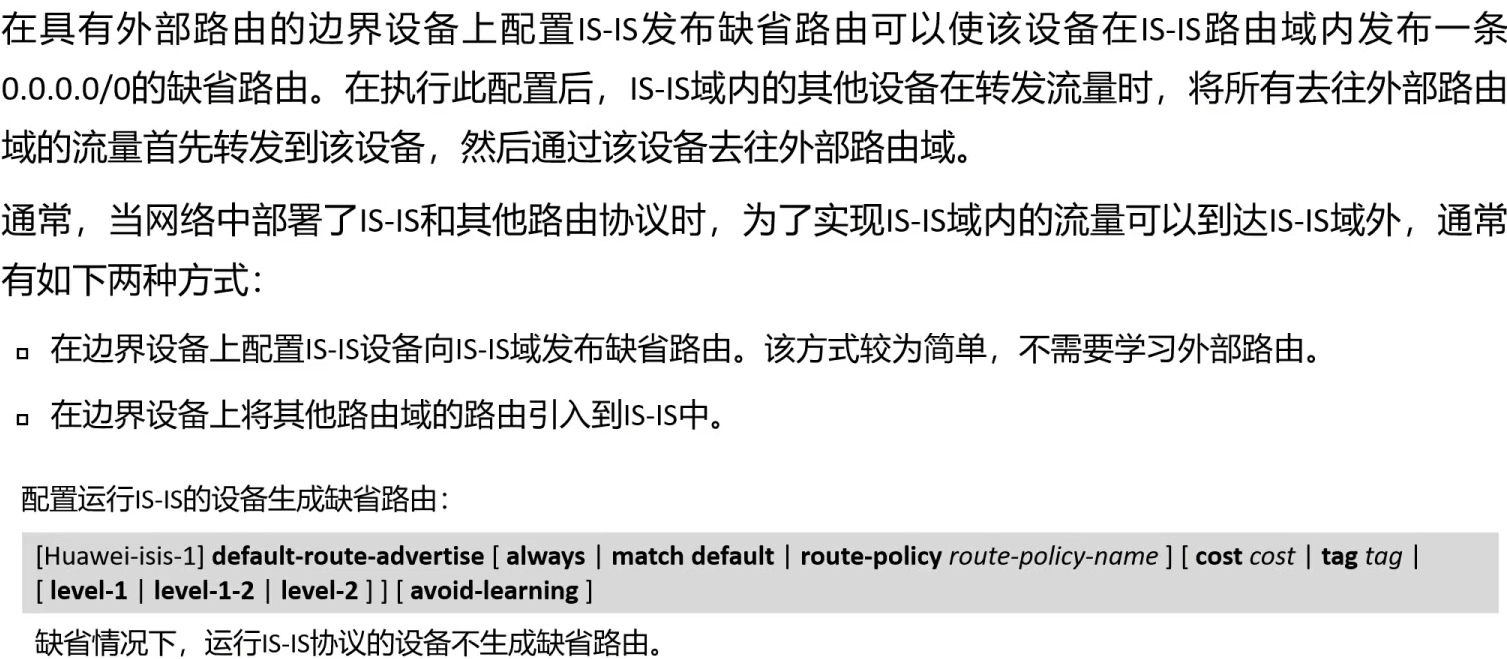 在具有外部路由的边界设备上配置IS-IS发布缺省路由可以使该设备在IS-IS路由域内发布一条
0.0.0.0/0的缺省路由。在执行此配置后，IS-IS域内的其他设备在转发流量时，将所有去往外部路由
域的流量首先转发到该设备，然后通过该设备去往外部路由域。
通常，当网络中部署了IS-IS和其他路由协议时，为了实现IS-IS域内的流量可以到达IS-IS域外，通常
有如下两种方式：
▫ 在边界设备上配置IS-IS设备向IS-IS域发布缺省路由。该方式较为简单，不需要学习外部路由。
▫ 在边界设备上将其他路由域的路由引入到IS-IS中。
配置运行IS-IS的设备生成缺省路由：
[Huawei-isis-1] default-route-advertise [ always | match default | route-policy route-policy-name ] [ cost cost | tag tag |
[ level-1 | level-1-2 | level-2 ] ] [ avoid-learning ]
缺省情况下，运行IS-IS协议的设备不生成缺省路由。